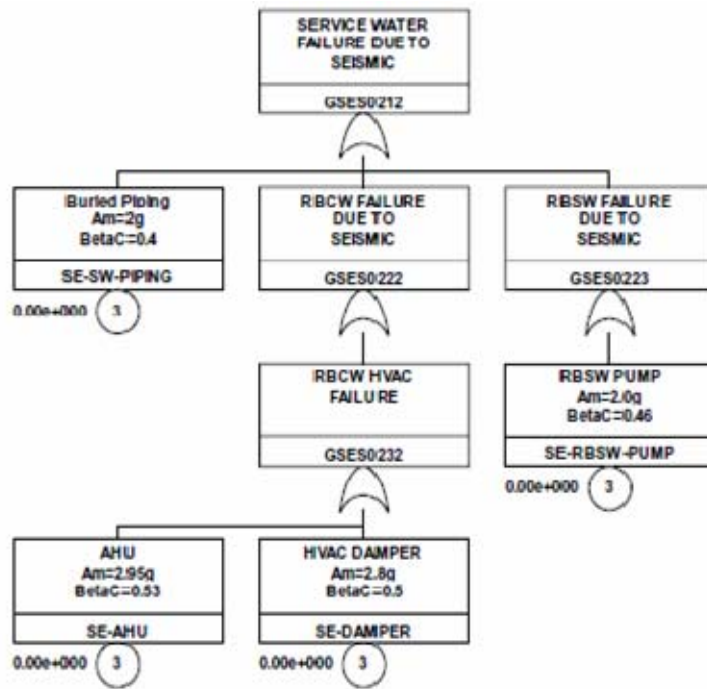 SERVICE WATER
FAILURE DUE TO
SEISMIC
GSES0212
Buried Piping
Am=2g
BetaC=0.4
SE-SW-PIPING
0.00e+000 3
RBCW FAILURE
DUE TO
SEISMIC
GSES0222
RBSW FAILURE
DUE TO
SEISMIC
GSES0223
RBCW HVAC
FAILURE
GSES0232
RBSW PUMP
Am=2.0g
BetaC=0.46
SE-RBSW-PUMP
0.00e+000 3
AHU
Am=2.95g
BetaC=0.53
SE-AHU
0.00e+000 3
HVAC DAMPER
Am=2.8g
BetaC=0.5
SE-DAMPER
0.00e+000 3